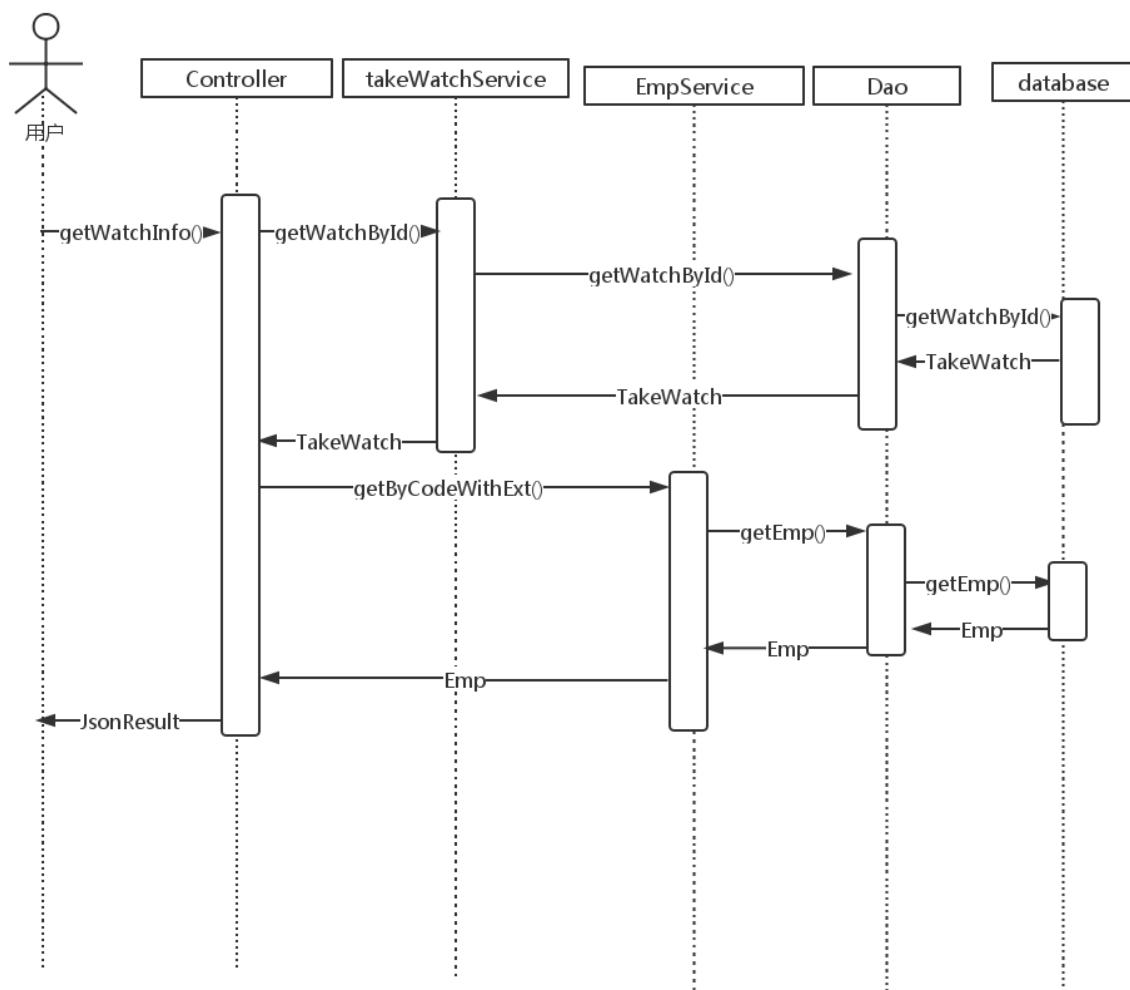 Controller
takeWatchService
EmpService
Dao
database
用户
getWatchInfo()
getWatchById()
getWatchById()
getWatchById()
TakeWatch
TakeWatch
TakeWatch
getByCodeWithExt()
getEmp()
getEmp()
Emp
Emp
Emp
JsonResult